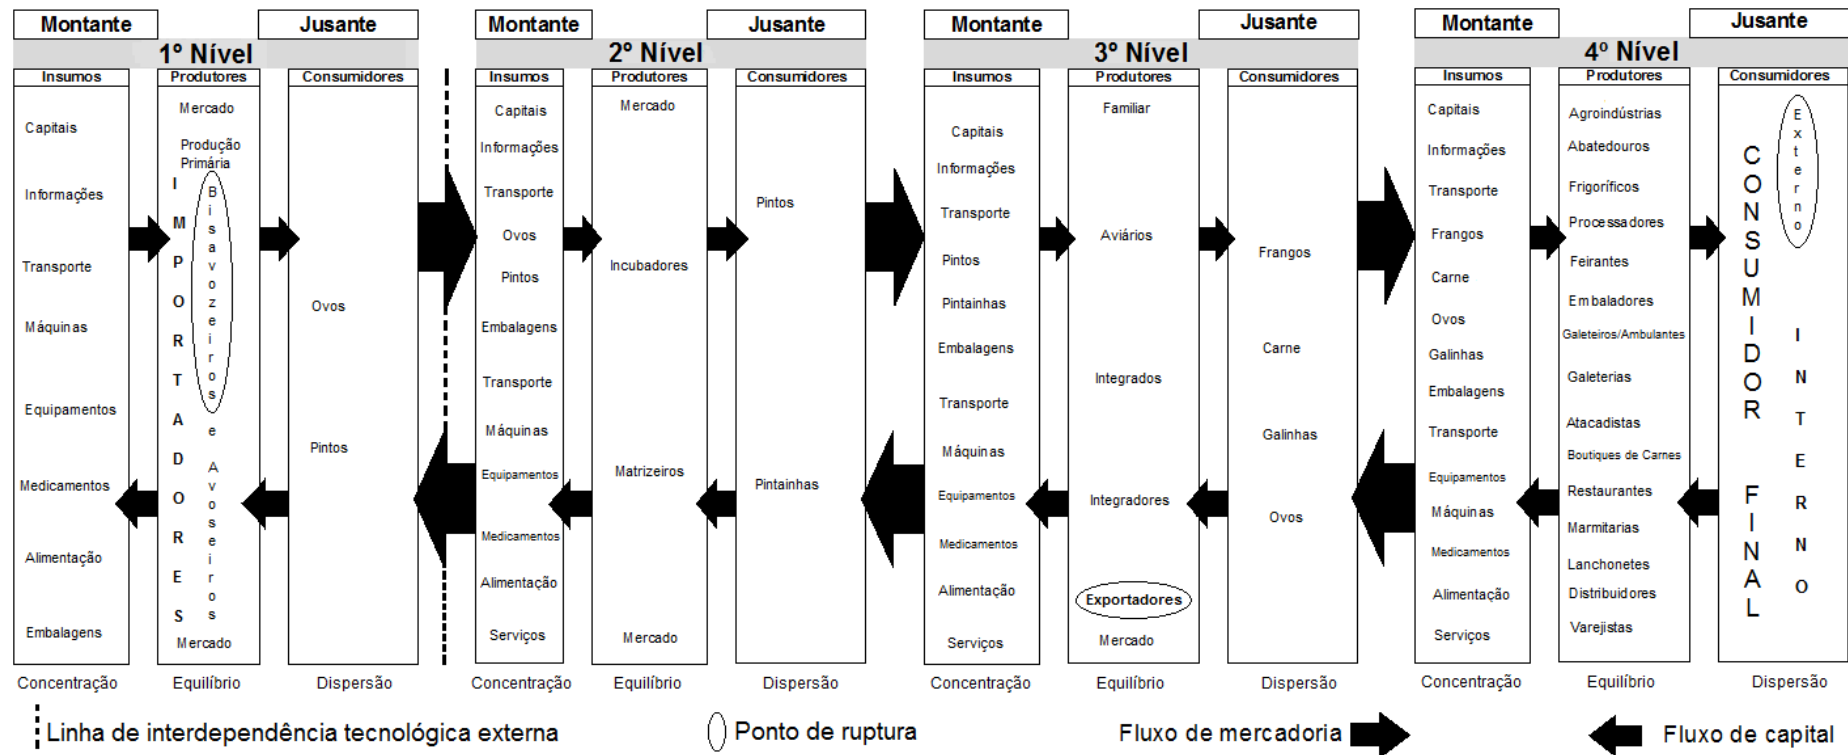 Montante
Jusante
1º Nível
Insumos
Capitais
Informações
Transporte
Máquinas
Equipamentos
Medicamentos
Alimentação
Embalagens
Concentração
Produtores
Mercado
Produção
Primária
IMPORTADORES
Bisavozeiros e Avoseiros
Mercado
Equilíbrio
Consumidores
Ovos
Pintos
Dispersão
Montante
Jusante
2º Nível
Insumos
Capitais
Informações
Transporte
Ovos
Pintos
Embalagens
Transporte
Máquinas
Equipamentos
Medicamentos
Alimentação
Serviços
Concentração
Produtores
Mercado
Incubadores
Matrizeiros
Mercado
Equilíbrio
Consumidores
Pintos
Pintainhas
Dispersão
Montante
Jusante
3º Nível
Insumos
Capitais
Informações
Transporte
Pintos
Pintainhas
Embalagens
Transporte
Máquinas
Equipamentos
Medicamentos
Alimentação
Serviços
Concentração
Produtores
Familiar
Aviários
Integrados
Integradores
Exportadores
Mercado
Equilíbrio
Consumidores
Frangos
Carne
Galinhas
Ovos
Dispersão
Montante
Jusante
4º Nível
Insumos
Capitais
Informações
Transporte
Frangos
Carne
Ovos
Galinhas
Embalagens
Transporte
Equipamentos
Máquinas
Medicamentos
Alimentação
Serviços
Concentração
Produtores
Agroindústrias
Abatedouros
Frigoríficos
Processadores
Feirantes
Embaladores
Galeteiros/Ambulantes
Galeterias
Atacadistas
Boutiques de Carnes
Restaurantes
Marmitarias
Lanchonetes
Distribuidores
Varejistas
Equilíbrio
Consumidores
CONSUMIDOR FINAL
Externo
INTERNO
Dispersão
Linha de interdependência tecnológica externa
Ponto de ruptura
Fluxo de mercadoria
Fluxo de capital